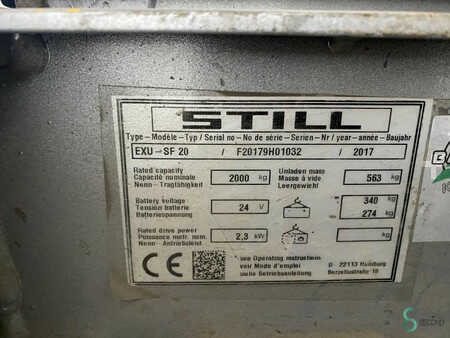 STILL
Type–Modèle–Typ / Serial no – No de série–Serien–Nr / year–année–Baujahr
EXU–SF 20 / F20179H01032 / 2017
Rated capacity
Capacité nominale
Nenn – Tragfähigkeit
2000 kg
Unladen mass
Masse à vide
Leergewicht
563 kg
Battery voltage
Tension batterie
Batteriespannung
24 V
340 kg
274 kg
Rated drive power
Puissance motr. nom.
Nenn–Antriebsleist.
2,3 kW
kg
CE
see Operating instructions
voir Mode d'emploi
siehe Betriebsanleitung
D – 22113 Hamburg
Berzeliusstraße 10
SECOND